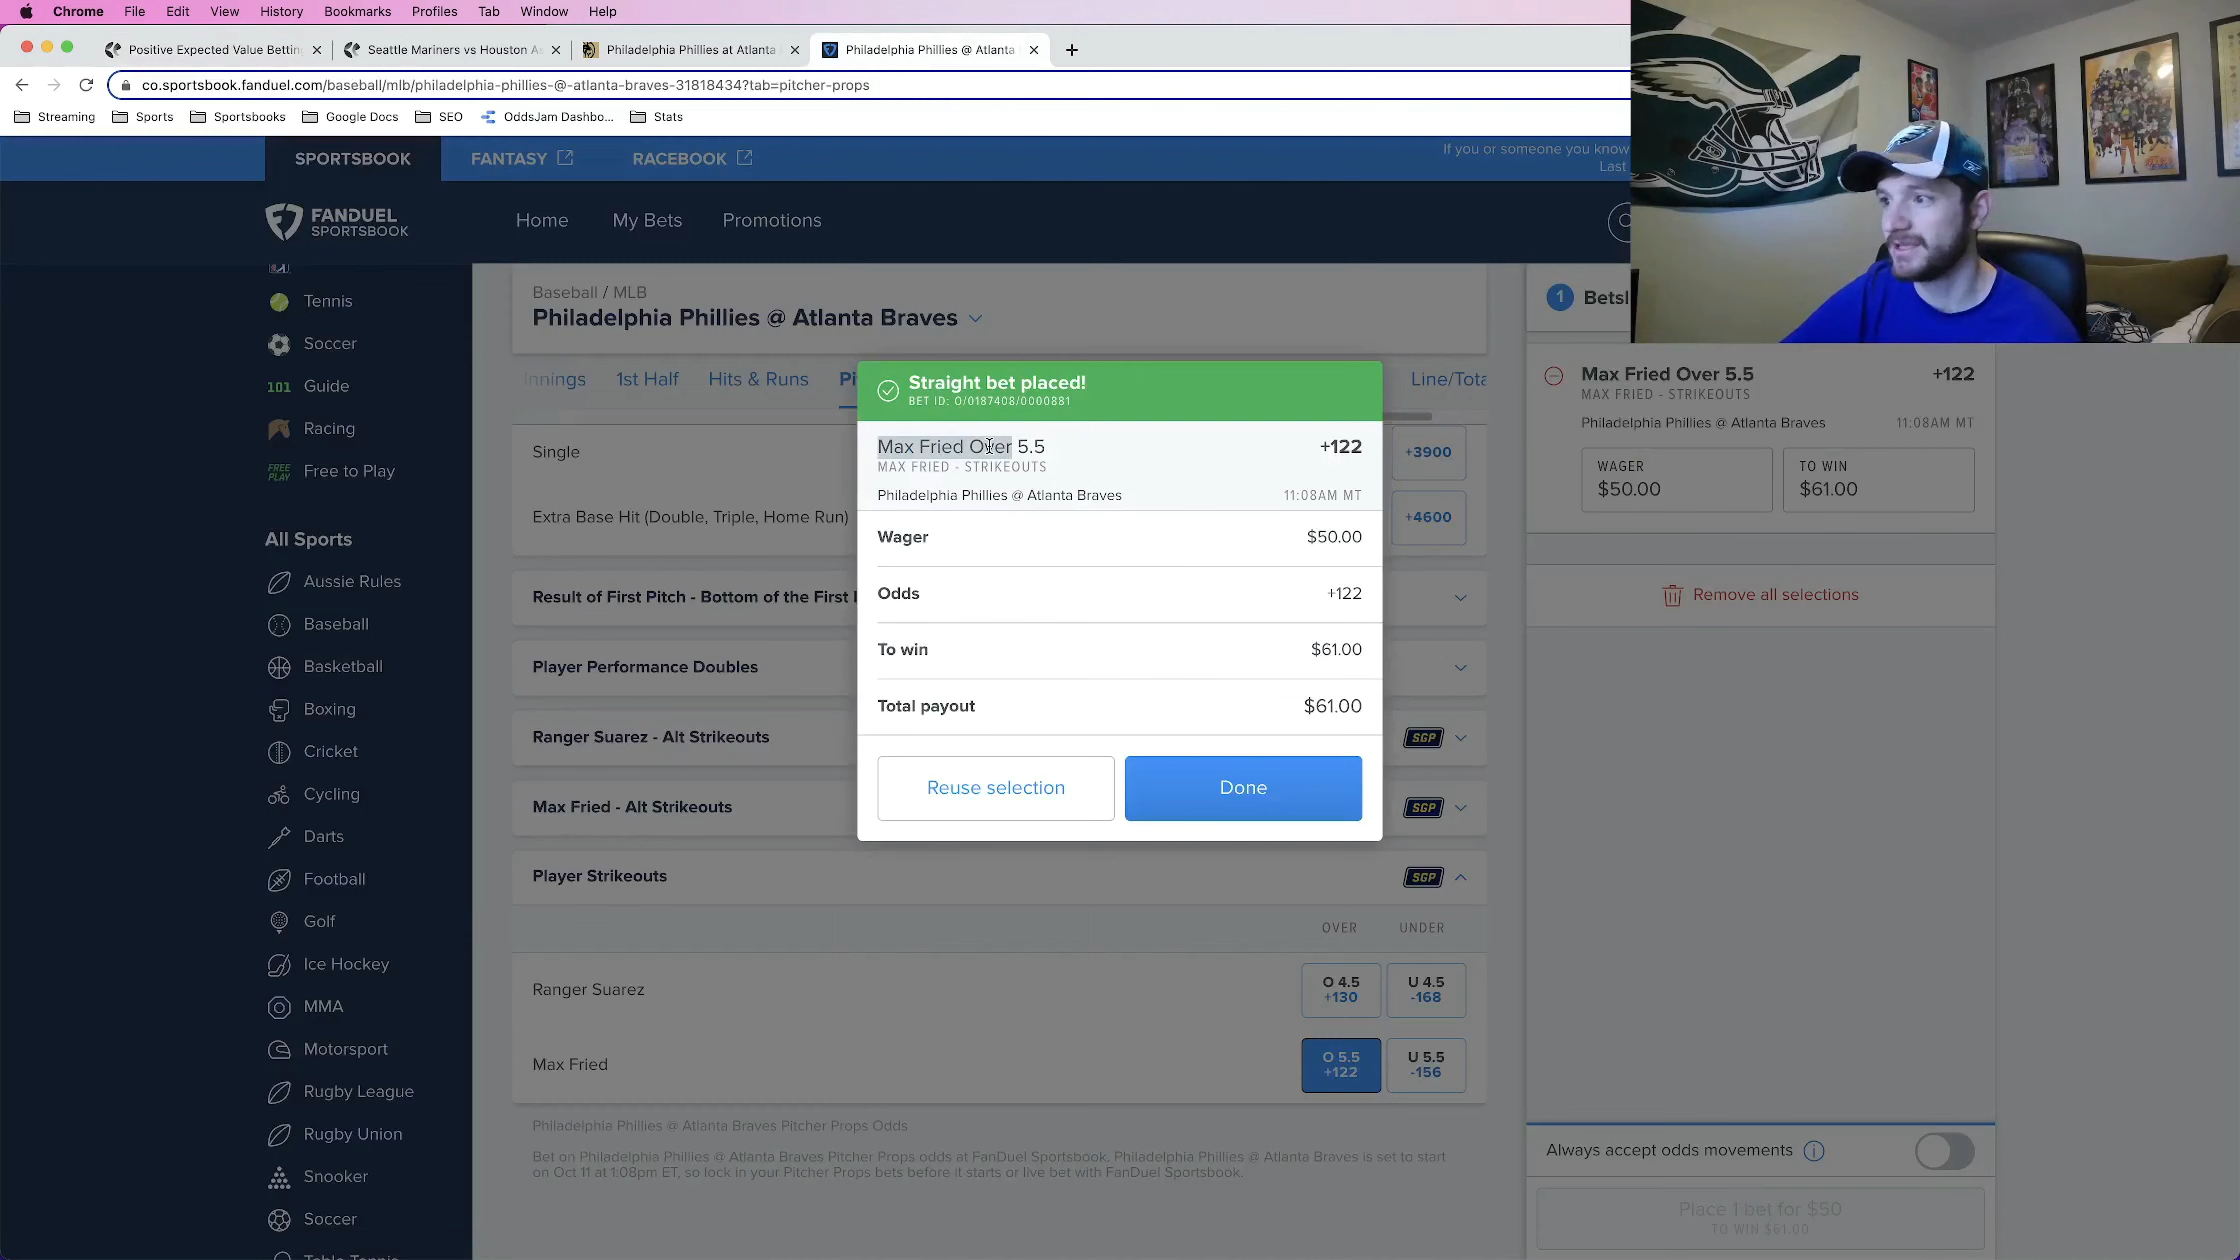 Chrome File Edit View History Bookmarks Profiles Tab Window Help
Positive Expected Value Betting
Seattle Mariners vs Houston A
Philadelphia Phillies at Atlanta
Philadelphia Phillies @ Atlanta
co.sportsbook.fanduel.com/baseball/mlb/philadelphia-phillies-@-atlanta-braves-31818434?tab=pitcher-props
Streaming Sports Sportsbooks Google Docs SEO OddsJam Dashbo... Stats
SPORTSBOOK FANTASY RACEBOOK
If you or someone you know
Last
FANDUEL
SPORTSBOOK
Home My Bets Promotions
Tennis
Soccer
101 Guide
Racing
FREE PLAY Free to Play
All Sports
Aussie Rules
Baseball
Basketball
Boxing
Cricket
Cycling
Darts
Football
Golf
Ice Hockey
Motorsport
MMA
Rugby League
Rugby Union
Snooker
Soccer
Baseball / MLB
Philadelphia Phillies @ Atlanta Braves
Innings 1st Half Hits & Runs Pi Line/Tota
Single +3900
Extra Base Hit (Double, Triple, Home Run) +4600
Result of First Pitch - Bottom of the First I
Player Performance Doubles
Ranger Suarez - Alt Strikeouts SGP
Max Fried - Alt Strikeouts SGP
Player Strikeouts SGP
OVER UNDER
Ranger Suarez O 4.5 +130 U 4.5 -168
Max Fried O 5.5 +122 U 5.5 -156
Philadelphia Phillies @ Atlanta Braves Pitcher Props Odds
Bet on Philadelphia Phillies @ Atlanta Braves Pitcher Props odds at FanDuel Sportsbook. Philadelphia Phillies @ Atlanta Braves is set to start
on Oct 11 at 1:08pm ET, so lock in your Pitcher Props bets before it starts or live bet with FanDuel Sportsbook.
Straight bet placed!
BET ID: O/0187408/0000881
Max Fried Over 5.5 +122
MAX FRIED - STRIKEOUTS
Philadelphia Phillies @ Atlanta Braves 11:08AM MT
Wager $50.00
Odds +122
To win $61.00
Total payout $61.00
Reuse selection Done
1 Betsl
Max Fried Over 5.5 +122
MAX FRIED - STRIKEOUTS
Philadelphia Phillies @ Atlanta Braves 11:08AM MT
WAGER
$50.00
TO WIN
$61.00
Remove all selections
Always accept odds movements
Place 1 bet for $50
TO WIN $61.00